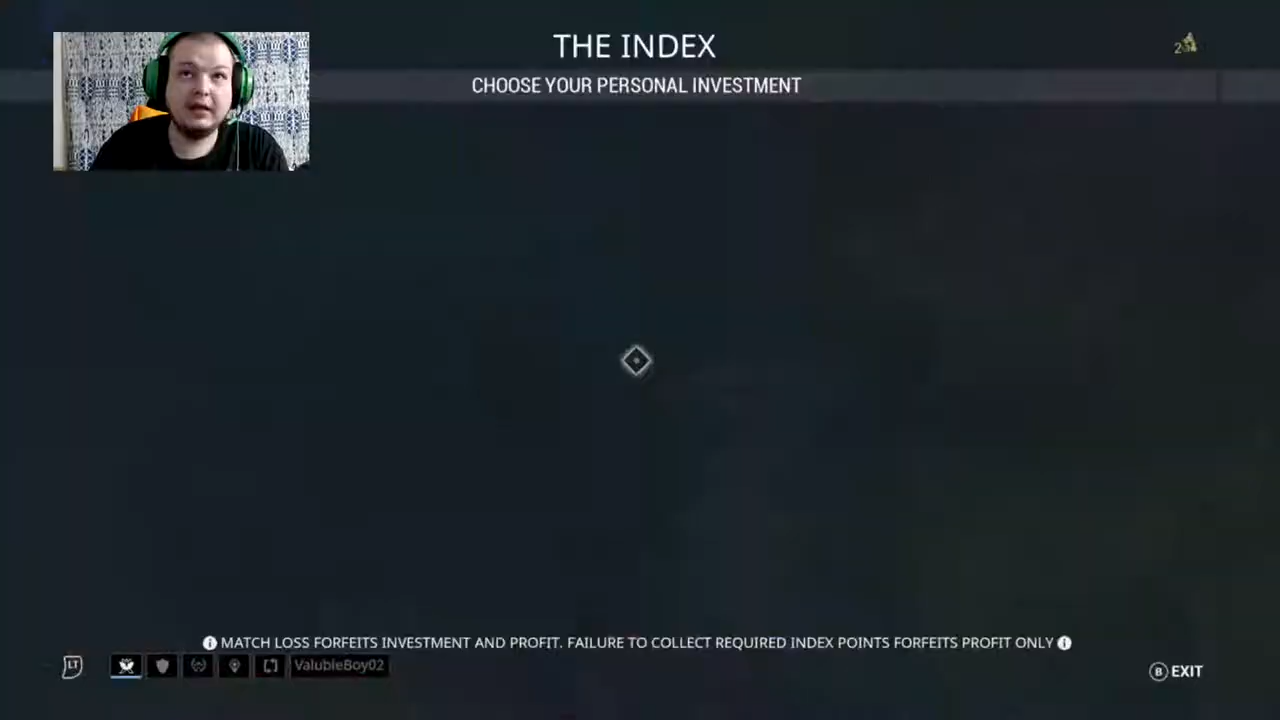 THE INDEX
CHOOSE YOUR PERSONAL INVESTMENT
MATCH LOSS FORFEITS INVESTMENT AND PROFIT. FAILURE TO COLLECT REQUIRED INDEX POINTS FORFEITS PROFIT ONLY
LT
ValubleBoy02
B EXIT